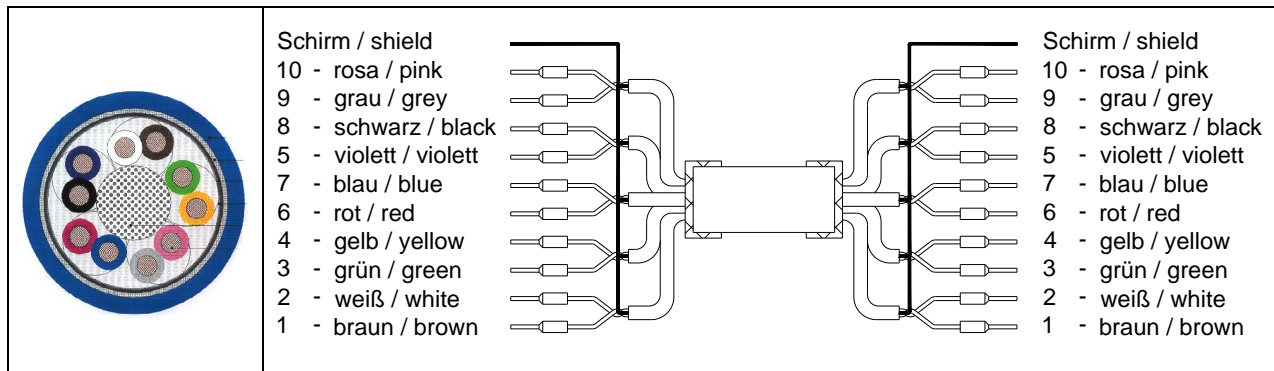 Schirm / shield
10 - rosa / pink
9 - grau / grey
8 - schwarz / black
5 - violett / violett
7 - blau / blue
6 - rot / red
4 - gelb / yellow
3 - grün / green
2 - weiß / white
1 - braun / brown
Schirm / shield
10 - rosa / pink
9 - grau / grey
8 - schwarz / black
5 - violett / violett
7 - blau / blue
6 - rot / red
4 - gelb / yellow
3 - grün / green
2 - weiß / white
1 - braun / brown